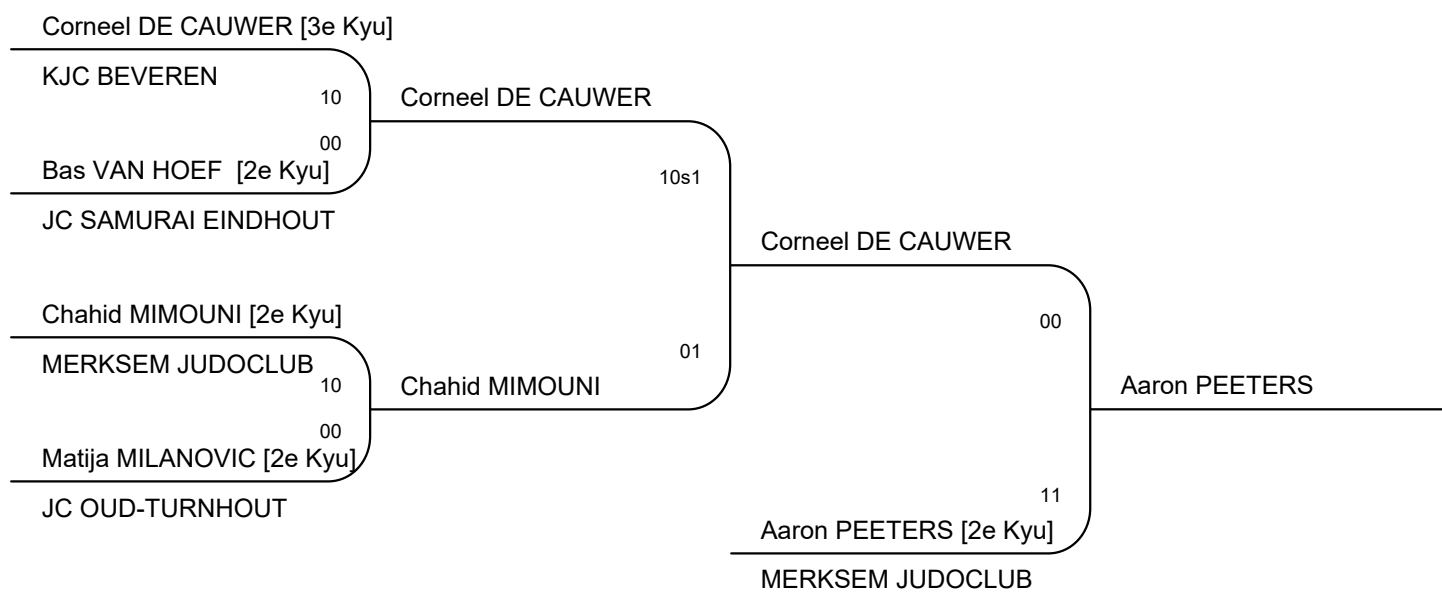 Corneel DE CAUWER [3e Kyu]
KJC BEVEREN
10
Corneel DE CAUWER
00
Bas VAN HOEF  [2e Kyu]
10s1
JC SAMURAI EINDHOUT
Corneel DE CAUWER
Chahid MIMOUNI [2e Kyu]
00
MERKSEM JUDOCLUB
01
10
Chahid MIMOUNI
Aaron PEETERS
00
Matija MILANOVIC [2e Kyu]
11
JC OUD-TURNHOUT
Aaron PEETERS [2e Kyu]
MERKSEM JUDOCLUB